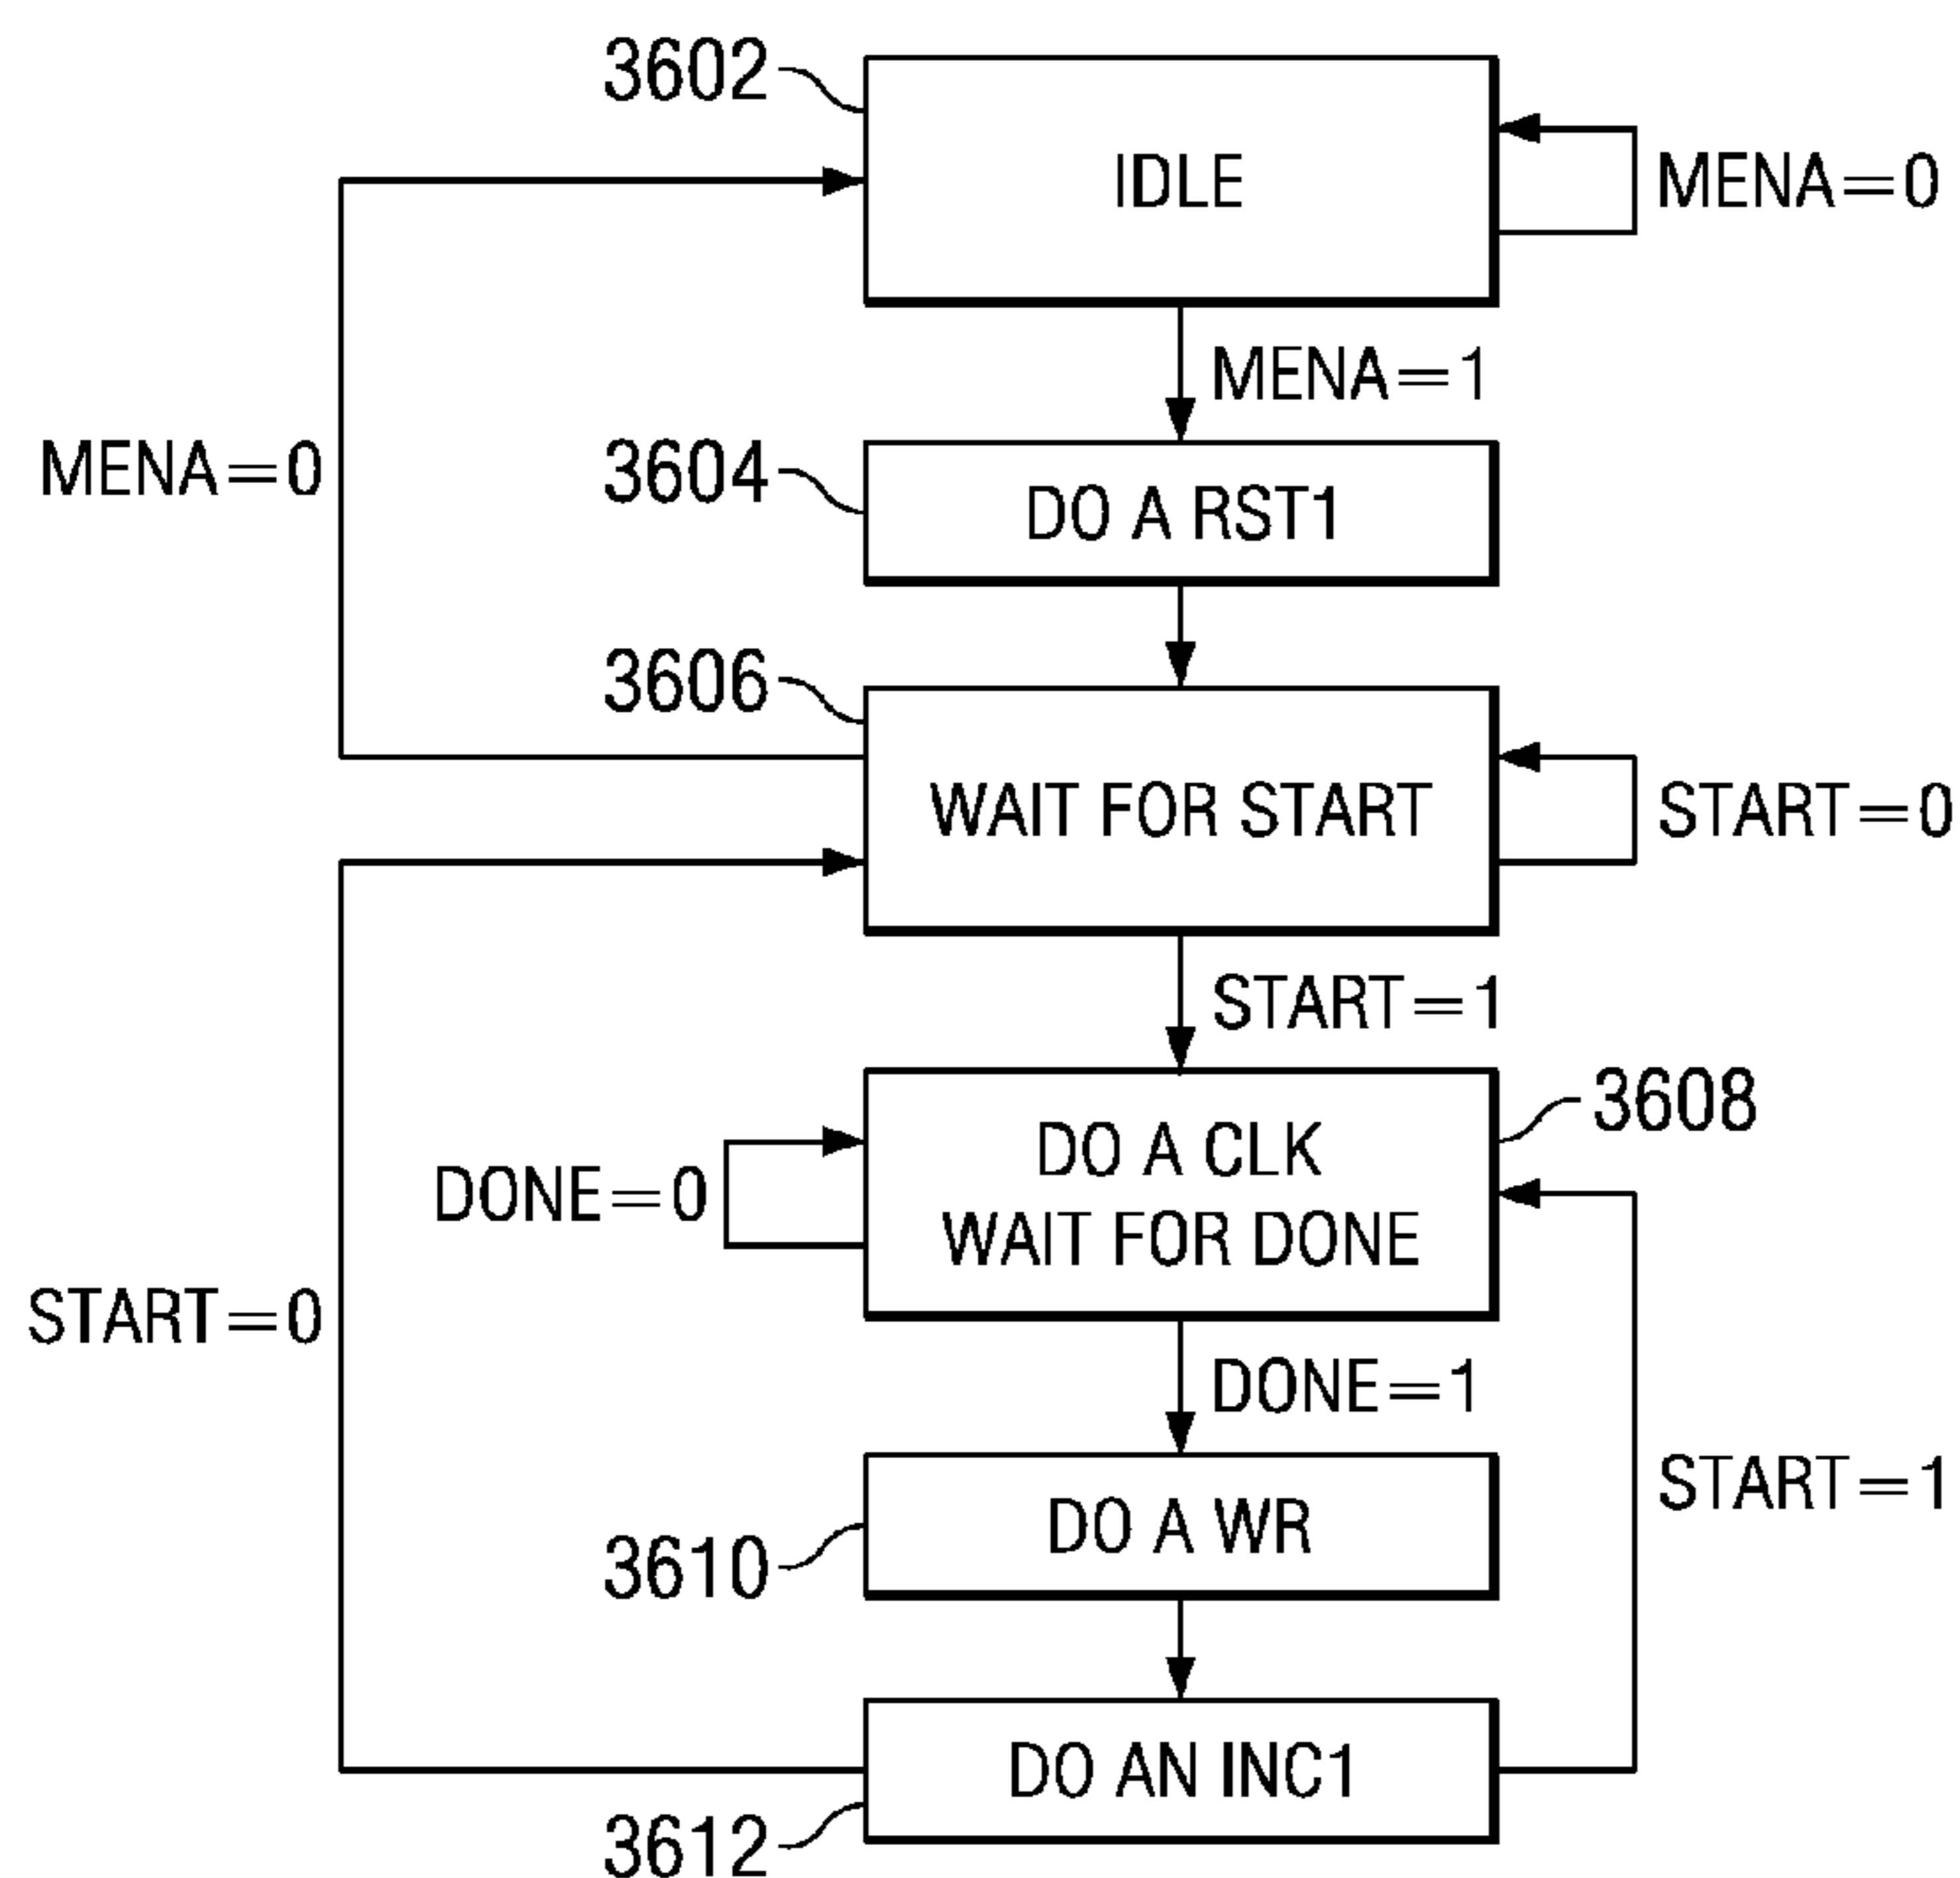 3602
IDLE
MENA=0
MENA=1
MENA=0
3604
DO A RST1
3606
WAIT FOR START
START=0
START=1
3608
DO A CLK
WAIT FOR DONE
DONE=0
START=0
DONE=1
START=1
DO A WR
3610
DO AN INC1
3612